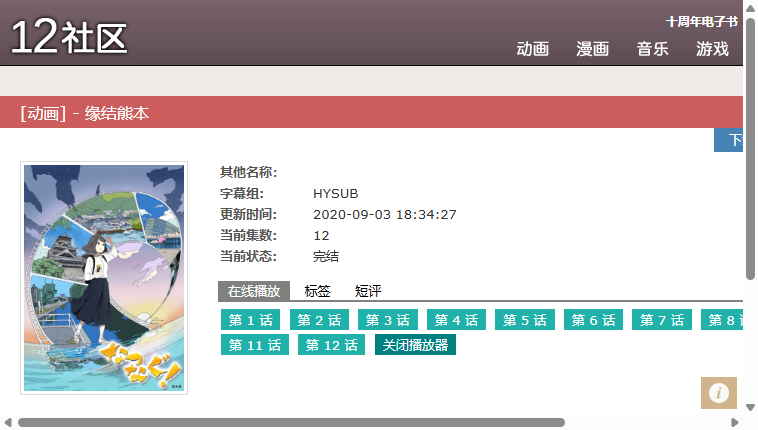 十周年电子书
12社区
动画 漫画 音乐 游戏
[动画] - 缘结熊本
下
其他名称:
字幕组: HYSUB
更新时间: 2020-09-03 18:34:27
当前集数: 12
当前状态: 完结
在线播放 标签 短评
第 1 话 第 2 话 第 3 话 第 4 话 第 5 话 第 6 话 第 7 话 第 8
第 11 话 第 12 话 关闭播放器
なつなぐ!
i